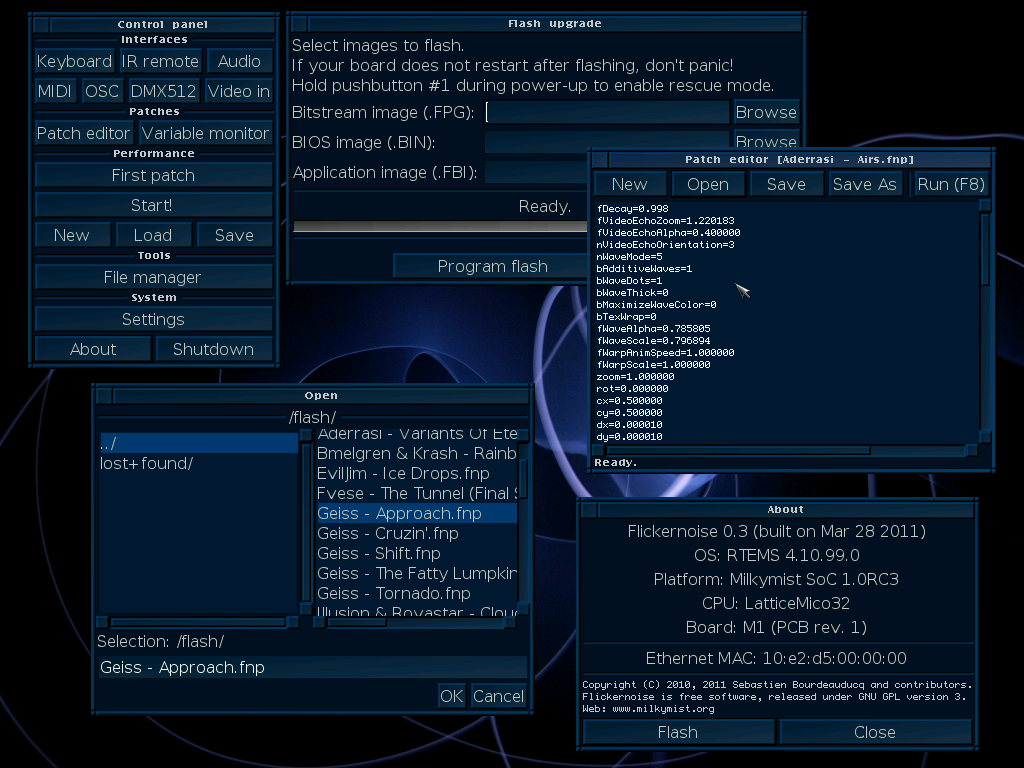 Control panel
Interfaces
Keyboard IR remote Audio
MIDI OSC DMX512 Video in
Patches
Patch editor Variable monitor
Performance
First patch
Start!
New Load Save
Tools
File manager
System
Settings
About Shutdown
Flash upgrade
Select images to flash.
If your board does not restart after flashing, don't panic!
Hold pushbutton #1 during power-up to enable rescue mode.
Bitstream image (.FPG): Browse
BIOS image (.BIN): Browse
Application image (.FBI):
Ready.
Program flash
Patch editor [Aderrasi - Airs.fnp]
New Open Save Save As Run (F8)
fDecay=0.998
fVideoEchoZoom=1.220183
fVideoEchoAlpha=0.400000
nVideoEchoOrientation=3
nWaveMode=5
bAdditiveWaves=1
bWaveDots=1
bWaveThick=0
bMaximizeWaveColor=0
bTexWrap=0
fWaveAlpha=0.785805
fWaveScale=0.796894
fWarpAnimSpeed=1.000000
fWarpScale=1.000000
zoom=1.000000
rot=0.000000
cx=0.500000
cy=0.500000
dx=0.000010
dy=0.000010
Ready.
Open
/flash/
../
lost+found/
Aderrasi - Variants Of Ete
Bmelgren & Krash - Rainb
EvilJim - Ice Drops.fnp
Fvese - The Tunnel (Final S
Geiss - Approach.fnp
Geiss - Cruzin'.fnp
Geiss - Shift.fnp
Geiss - The Fatty Lumpkin
Geiss - Tornado.fnp
Illusion & Rovastar - Clou
Selection: /flash/
Geiss - Approach.fnp
OK Cancel
About
Flickernoise 0.3 (built on Mar 28 2011)
OS: RTEMS 4.10.99.0
Platform: Milkymist SoC 1.0RC3
CPU: LatticeMico32
Board: M1 (PCB rev. 1)
Ethernet MAC: 10:e2:d5:00:00:00
Copyright (C) 2010, 2011 Sebastien Bourdeauducq and contributors.
Flickernoise is free software, released under GNU GPL version 3.
Web: www.milkymist.org
Flash Close